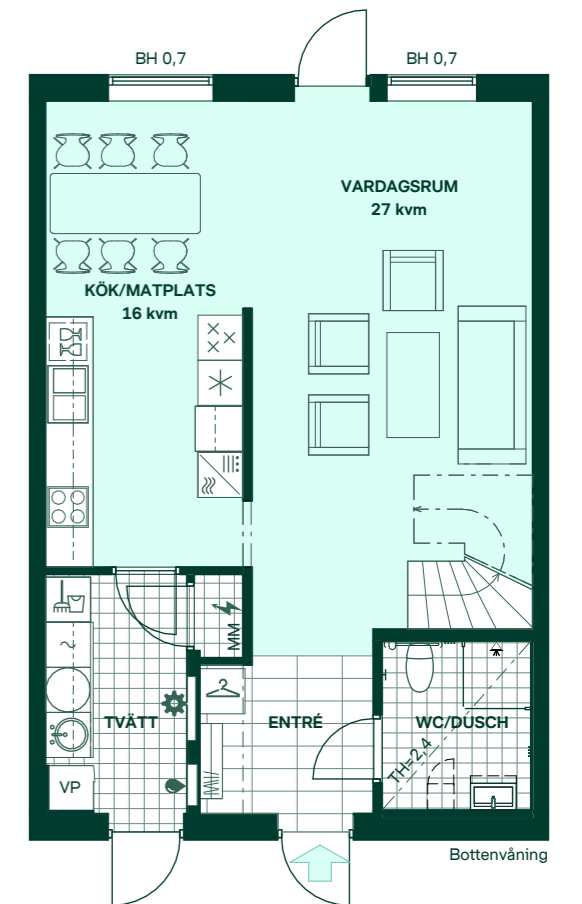 BH 0,7
BH 0,7
VARDAGSRUM
27 kvm
KÖK/MATPLATS
16 kvm
MM
TVÄTT
ENTRÉ
WC/DUSCH
TH=2,4
VP
Bottenvåning